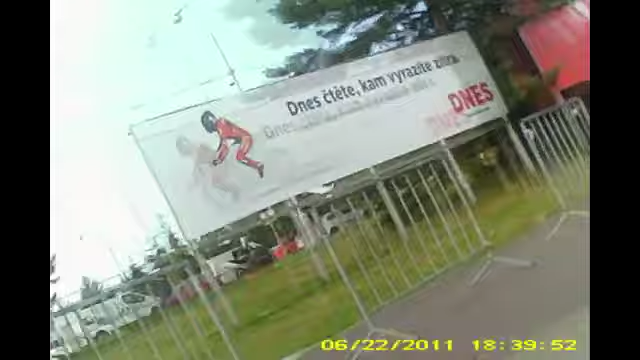 Dnes čtěte, kam vyrazíte zítra.
DNES
06/22/2011 18:39:52